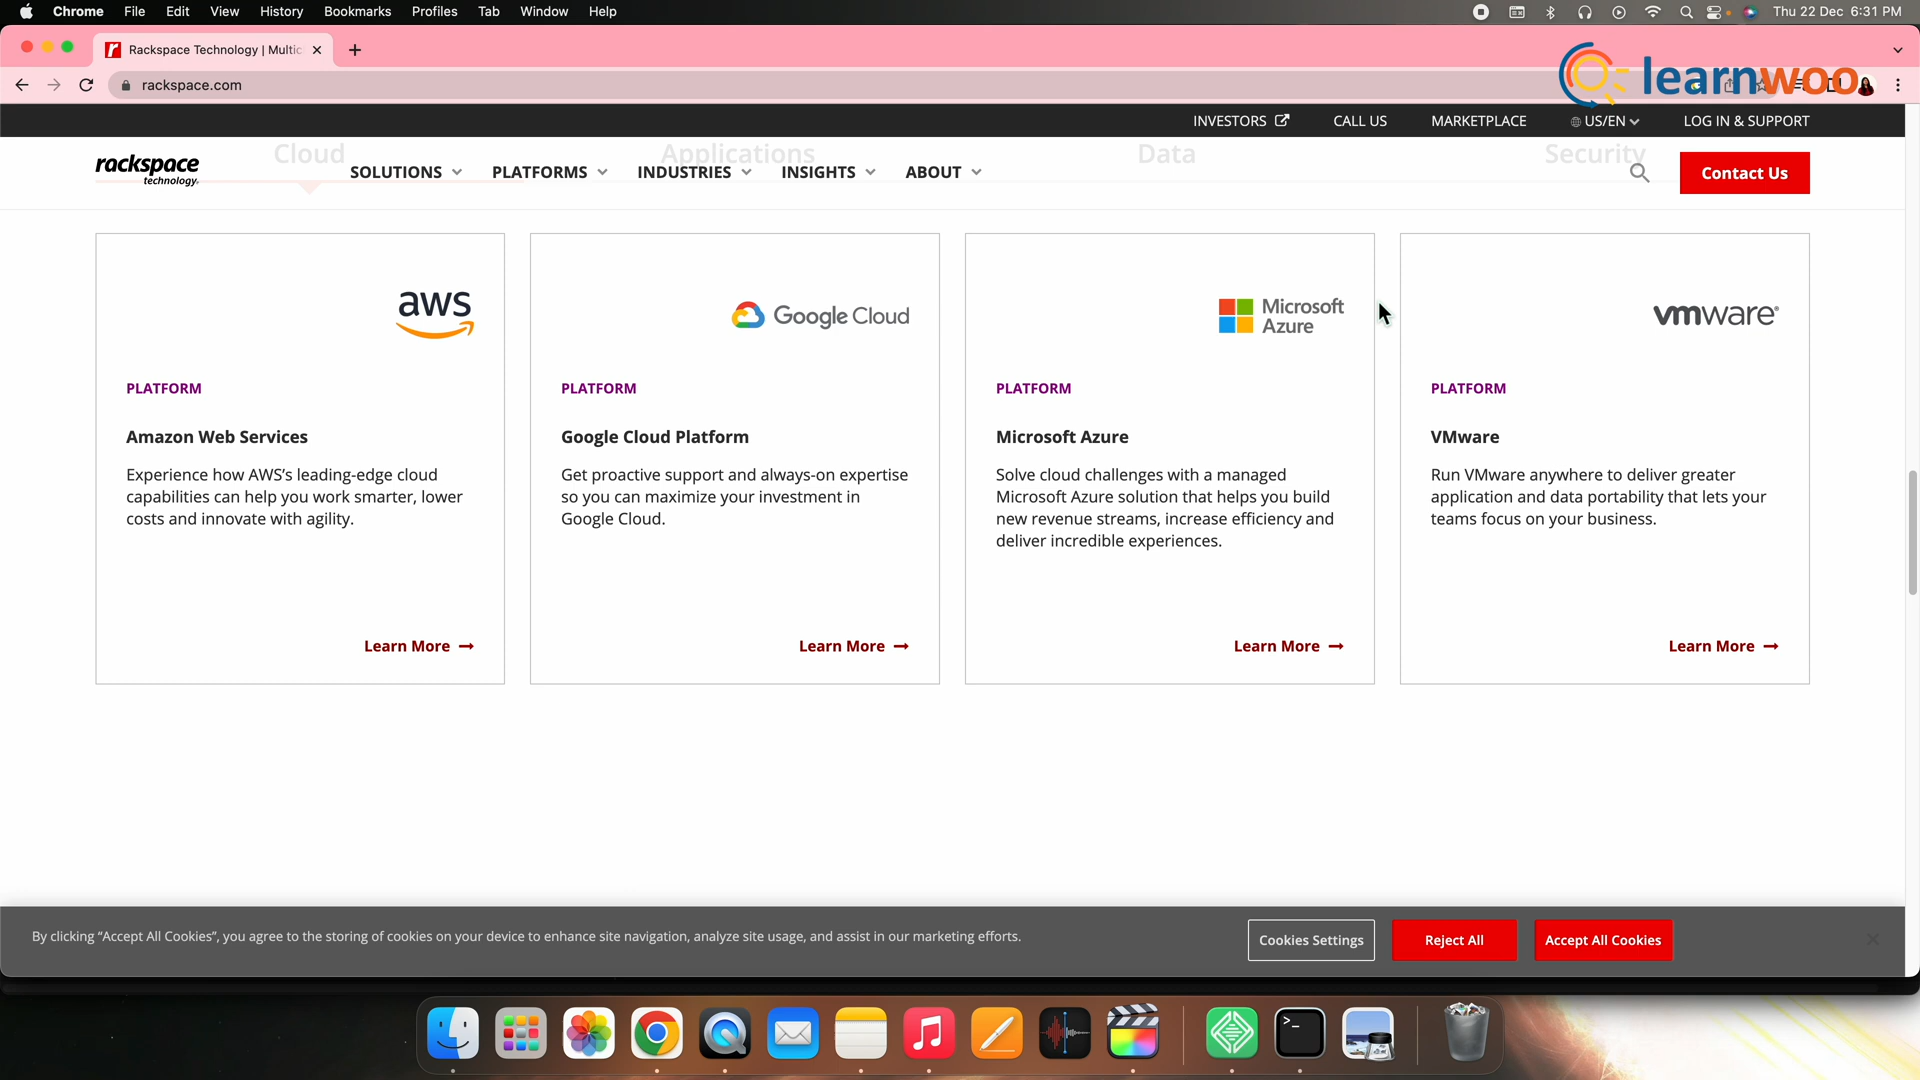 Chrome File Edit View History Bookmarks Profiles Tab Window Help Thu 22 Dec 6:31 PM
Rackspace Technology | Multic
rackspace.com
learnwoo
INVESTORS CALL US MARKETPLACE US/EN LOG IN & SUPPORT
Cloud Applications Data Security
rackspace technology. SOLUTIONS PLATFORMS INDUSTRIES INSIGHTS ABOUT Contact Us
aws
PLATFORM
Amazon Web Services
Experience how AWS's leading-edge cloud
capabilities can help you work smarter, lower
costs and innovate with agility.
Learn More →
Google Cloud
PLATFORM
Google Cloud Platform
Get proactive support and always-on expertise
so you can maximize your investment in
Google Cloud.
Learn More →
Microsoft
Azure
PLATFORM
Microsoft Azure
Solve cloud challenges with a managed
Microsoft Azure solution that helps you build
new revenue streams, increase efficiency and
deliver incredible experiences.
Learn More →
vmware®
PLATFORM
VMware
Run VMware anywhere to deliver greater
application and data portability that lets your
teams focus on your business.
Learn More →
By clicking “Accept All Cookies”, you agree to the storing of cookies on your device to enhance site navigation, analyze site usage, and assist in our marketing efforts.
Cookies Settings Reject All Accept All Cookies